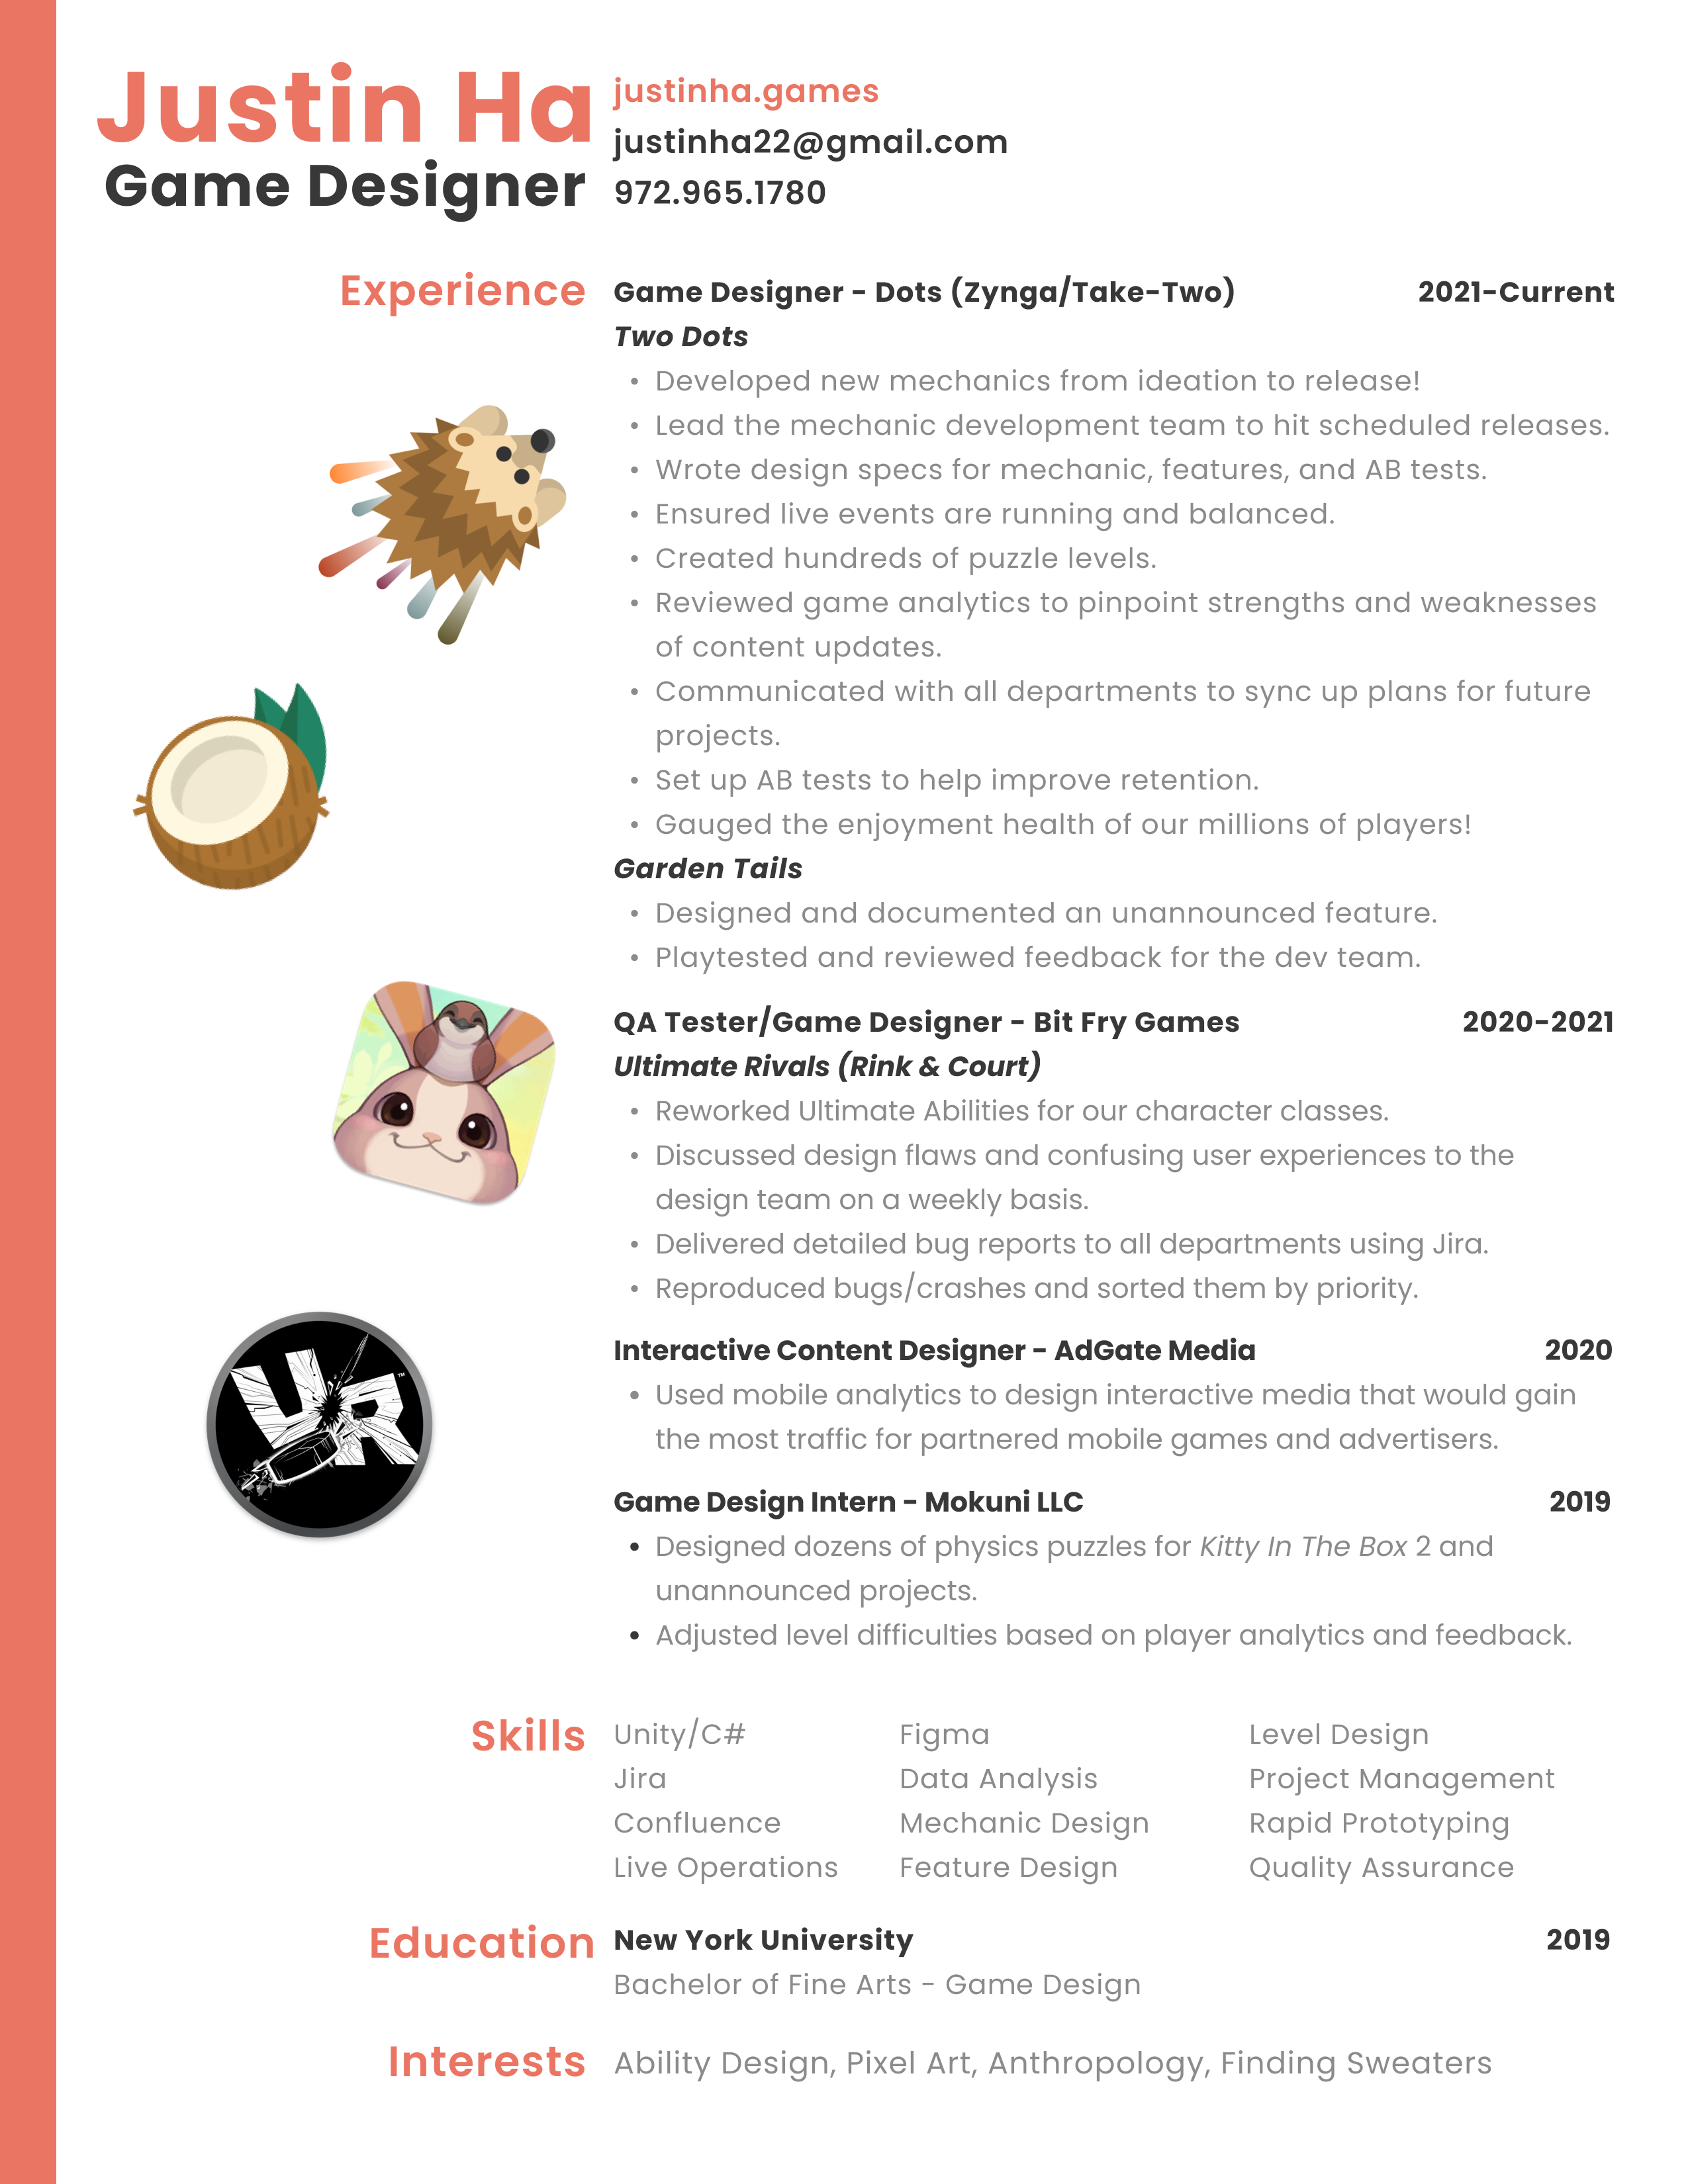 Justin Ha
Game Designer
justinha.games
justinha22@gmail.com
972.965.1780
Experience
Game Designer - Dots (Zynga/Take-Two) 2021-Current
Two Dots
• Developed new mechanics from ideation to release!
• Lead the mechanic development team to hit scheduled releases.
• Wrote design specs for mechanic, features, and AB tests.
• Ensured live events are running and balanced.
• Created hundreds of puzzle levels.
• Reviewed game analytics to pinpoint strengths and weaknesses
of content updates.
• Communicated with all departments to sync up plans for future
projects.
• Set up AB tests to help improve retention.
• Gauged the enjoyment health of our millions of players!
Garden Tails
• Designed and documented an unannounced feature.
• Playtested and reviewed feedback for the dev team.
QA Tester/Game Designer - Bit Fry Games 2020-2021
Ultimate Rivals (Rink & Court)
• Reworked Ultimate Abilities for our character classes.
• Discussed design flaws and confusing user experiences to the
design team on a weekly basis.
• Delivered detailed bug reports to all departments using Jira.
• Reproduced bugs/crashes and sorted them by priority.
UR™
Interactive Content Designer - AdGate Media 2020
• Used mobile analytics to design interactive media that would gain
the most traffic for partnered mobile games and advertisers.
Game Design Intern - Mokuni LLC 2019
• Designed dozens of physics puzzles for Kitty In The Box 2 and
unannounced projects.
• Adjusted level difficulties based on player analytics and feedback.
Skills
Unity/C# Figma Level Design
Jira Data Analysis Project Management
Confluence Mechanic Design Rapid Prototyping
Live Operations Feature Design Quality Assurance
Education
New York University 2019
Bachelor of Fine Arts - Game Design
Interests
Ability Design, Pixel Art, Anthropology, Finding Sweaters